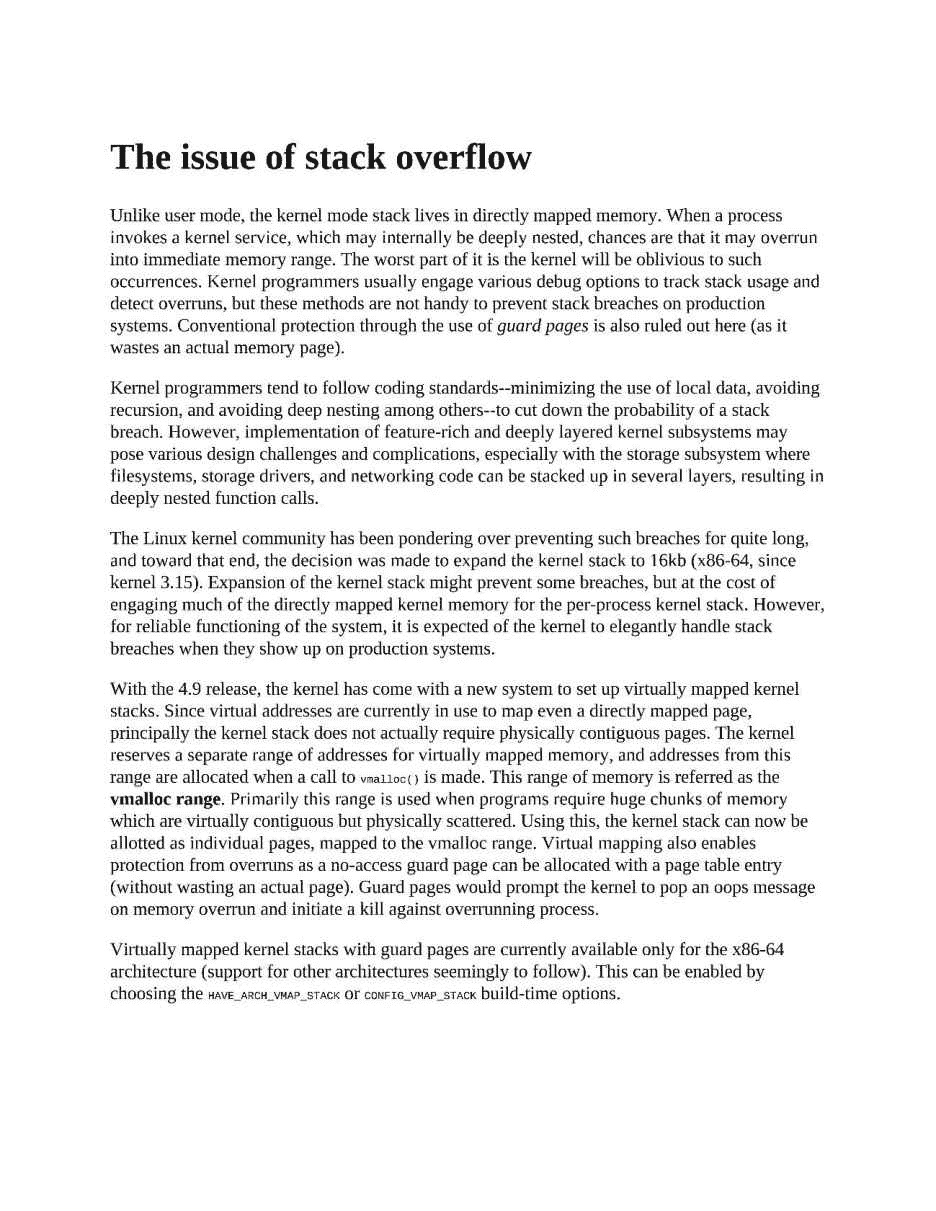 The issue of stack overflow
Unlike user mode, the kernel mode stack lives in directly mapped memory. When a process
invokes a kernel service, which may internally be deeply nested, chances are that it may overrun
into immediate memory range. The worst part of it is the kernel will be oblivious to such
occurrences. Kernel programmers usually engage various debug options to track stack usage and
detect overruns, but these methods are not handy to prevent stack breaches on production
systems. Conventional protection through the use of guard pages is also ruled out here (as it
wastes an actual memory page).
Kernel programmers tend to follow coding standards--minimizing the use of local data, avoiding
recursion, and avoiding deep nesting among others--to cut down the probability of a stack
breach. However, implementation of feature-rich and deeply layered kernel subsystems may
pose various design challenges and complications, especially with the storage subsystem where
filesystems, storage drivers, and networking code can be stacked up in several layers, resulting in
deeply nested function calls.
The Linux kernel community has been pondering over preventing such breaches for quite long,
and toward that end, the decision was made to expand the kernel stack to 16kb (x86-64, since
kernel 3.15). Expansion of the kernel stack might prevent some breaches, but at the cost of
engaging much of the directly mapped kernel memory for the per-process kernel stack. However,
for reliable functioning of the system, it is expected of the kernel to elegantly handle stack
breaches when they show up on production systems.
With the 4.9 release, the kernel has come with a new system to set up virtually mapped kernel
stacks. Since virtual addresses are currently in use to map even a directly mapped page,
principally the kernel stack does not actually require physically contiguous pages. The kernel
reserves a separate range of addresses for virtually mapped memory, and addresses from this
range are allocated when a call to vmalloc() is made. This range of memory is referred as the
vmalloc range. Primarily this range is used when programs require huge chunks of memory
which are virtually contiguous but physically scattered. Using this, the kernel stack can now be
allotted as individual pages, mapped to the vmalloc range. Virtual mapping also enables
protection from overruns as a no-access guard page can be allocated with a page table entry
(without wasting an actual page). Guard pages would prompt the kernel to pop an oops message
on memory overrun and initiate a kill against overrunning process.
Virtually mapped kernel stacks with guard pages are currently available only for the x86-64
architecture (support for other architectures seemingly to follow). This can be enabled by
choosing the HAVE_ARCH_VMAP_STACK or CONFIG_VMAP_STACK build-time options.